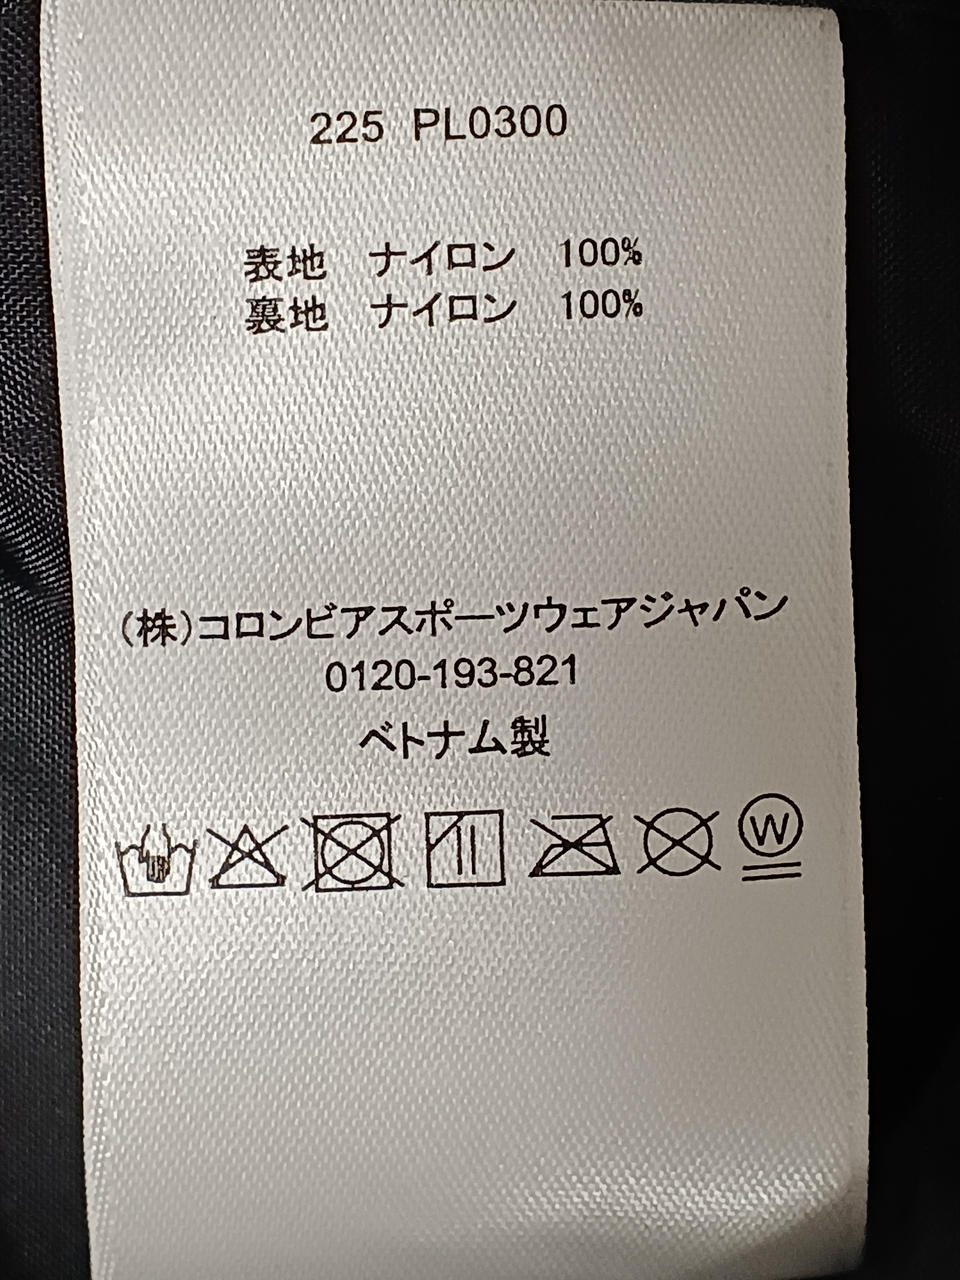 225 PL0300
表地 ナイロン 100%
裏地 ナイロン 100%
(株)コロンビアスポーツウェアジャパン
0120-193-821
ベトナム製
W